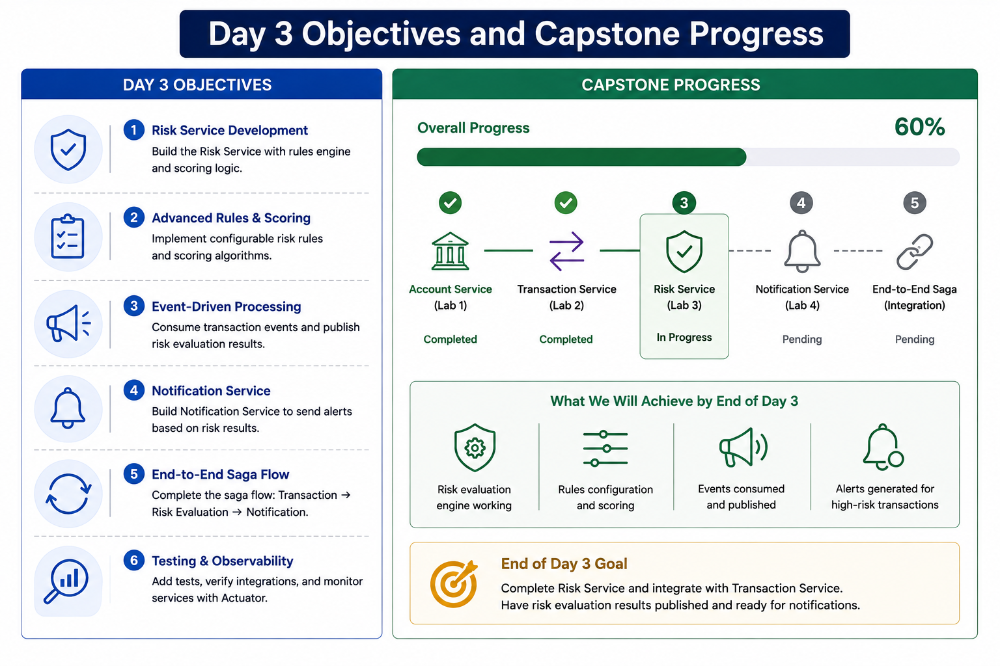 Day 3 Objectives and Capstone Progress
DAY 3 OBJECTIVES
1 Risk Service Development
Build the Risk Service with rules engine
and scoring logic.
2 Advanced Rules & Scoring
Implement configurable risk rules
and scoring algorithms.
3 Event-Driven Processing
Consume transaction events and publish
risk evaluation results.
4 Notification Service
Build Notification Service to send alerts
based on risk results.
5 End-to-End Saga Flow
Complete the saga flow: Transaction →
Risk Evaluation → Notification.
6 Testing & Observability
Add tests, verify integrations, and monitor
services with Actuator.
CAPSTONE PROGRESS
Overall Progress 60%
Account Service
(Lab 1)
Completed
Transaction Service
(Lab 2)
Completed
3
Risk Service
(Lab 3)
In Progress
4
Notification Service
(Lab 4)
Pending
5
End-to-End Saga
(Integration)
Pending
What We Will Achieve by End of Day 3
Risk evaluation
engine working
Rules configuration
and scoring
Events consumed
and published
Alerts generated for
high-risk transactions
End of Day 3 Goal
Complete Risk Service and integrate with Transaction Service.
Have risk evaluation results published and ready for notifications.